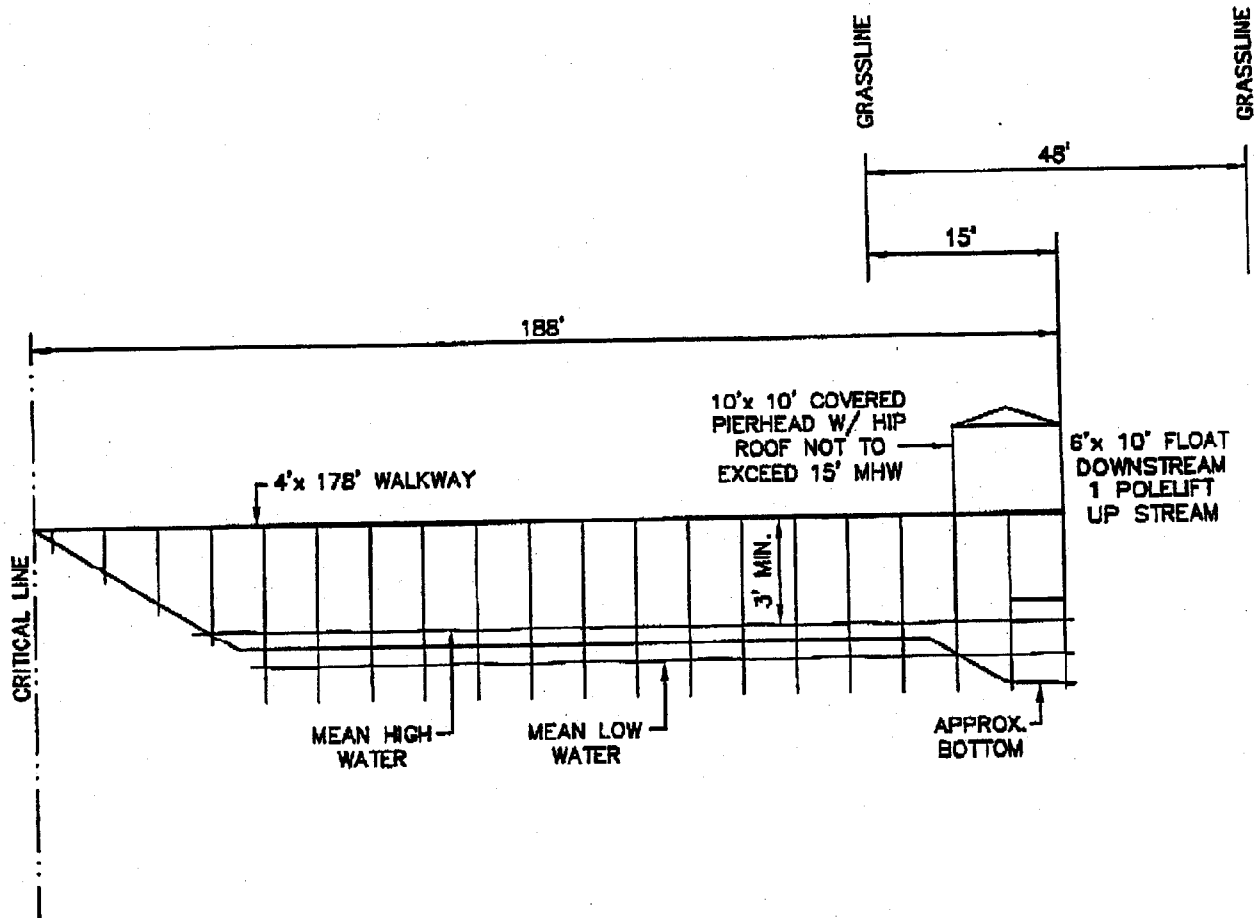 GRASSLINE
GRASSLINE
48'
15'
188'
10'x 10' COVERED
PIERHEAD W/ HIP
ROOF NOT TO
EXCEED 15' MHW
6'x 10' FLOAT
DOWNSTREAM
1 POLELIFT
UP STREAM
4'x 178' WALKWAY
3' MIN.
CRITICAL LINE
MEAN HIGH
WATER
MEAN LOW
WATER
APPROX.
BOTTOM